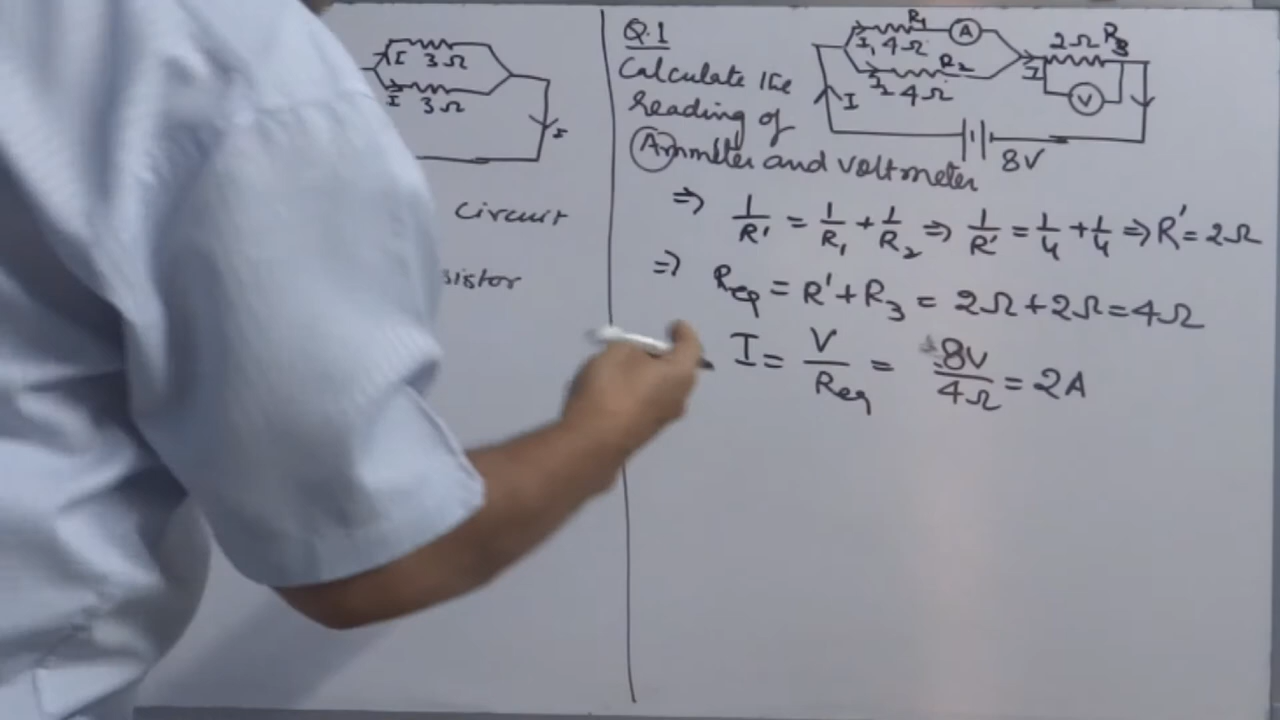 I 3Ω
I 3Ω
I
circuit
sistor
Q.1
Calculate the
reading of
Ammeter and voltmeter
R₁ A
I₁ 4Ω R₂
I₂ 4Ω
I
2Ω R₃
I
V
8V
⇒ 1/R' = 1/R₁ + 1/R₂ ⇒ 1/R' = 1/4 + 1/4 ⇒ R' = 2Ω
⇒ Req = R' + R₃ = 2Ω + 2Ω = 4Ω
I = V/Req = 8V/4Ω = 2A